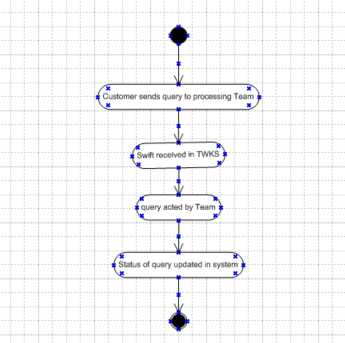 Customer sends query to processing Team
Swift received in TWKS
query acted by Team
Status of query updated in system